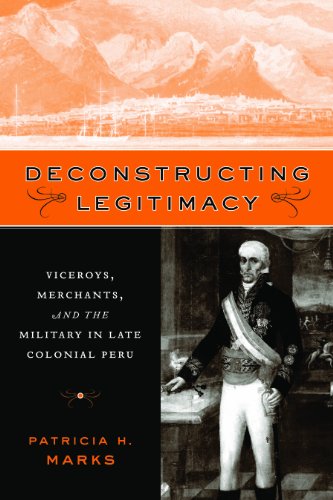 DECONSTRUCTING
LEGITIMACY
VICEROYS,
MERCHANTS,
AND THE
MILITARY IN LATE
COLONIAL PERU
PATRICIA H.
MARKS